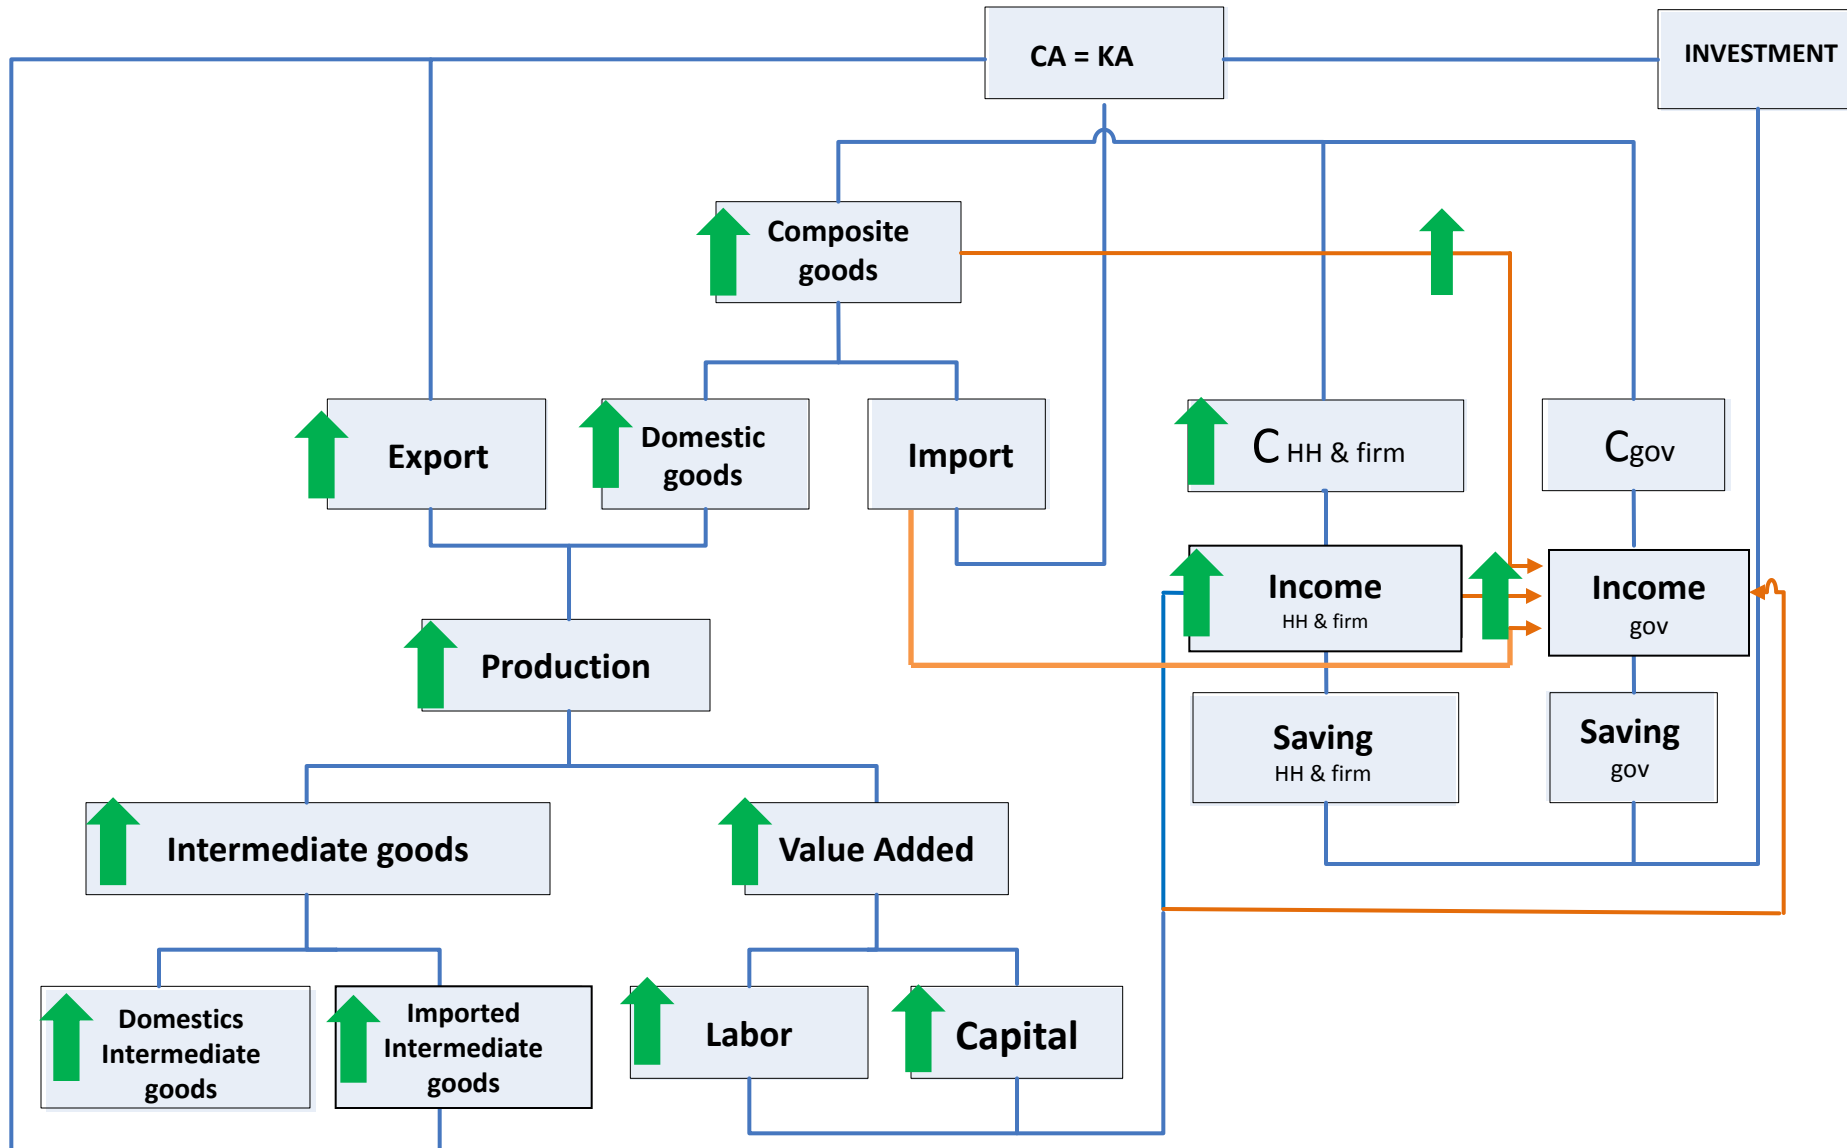 CA = KA
INVESTMENT
Composite
goods
Export
Domestic
goods
Import
C HH & firm
Cgov
Income
HH & firm
Income
gov
Production
Saving
HH & firm
Saving
gov
Intermediate goods
Value Added
Domestics
Intermediate
goods
Imported
Intermediate
goods
Labor
Capital